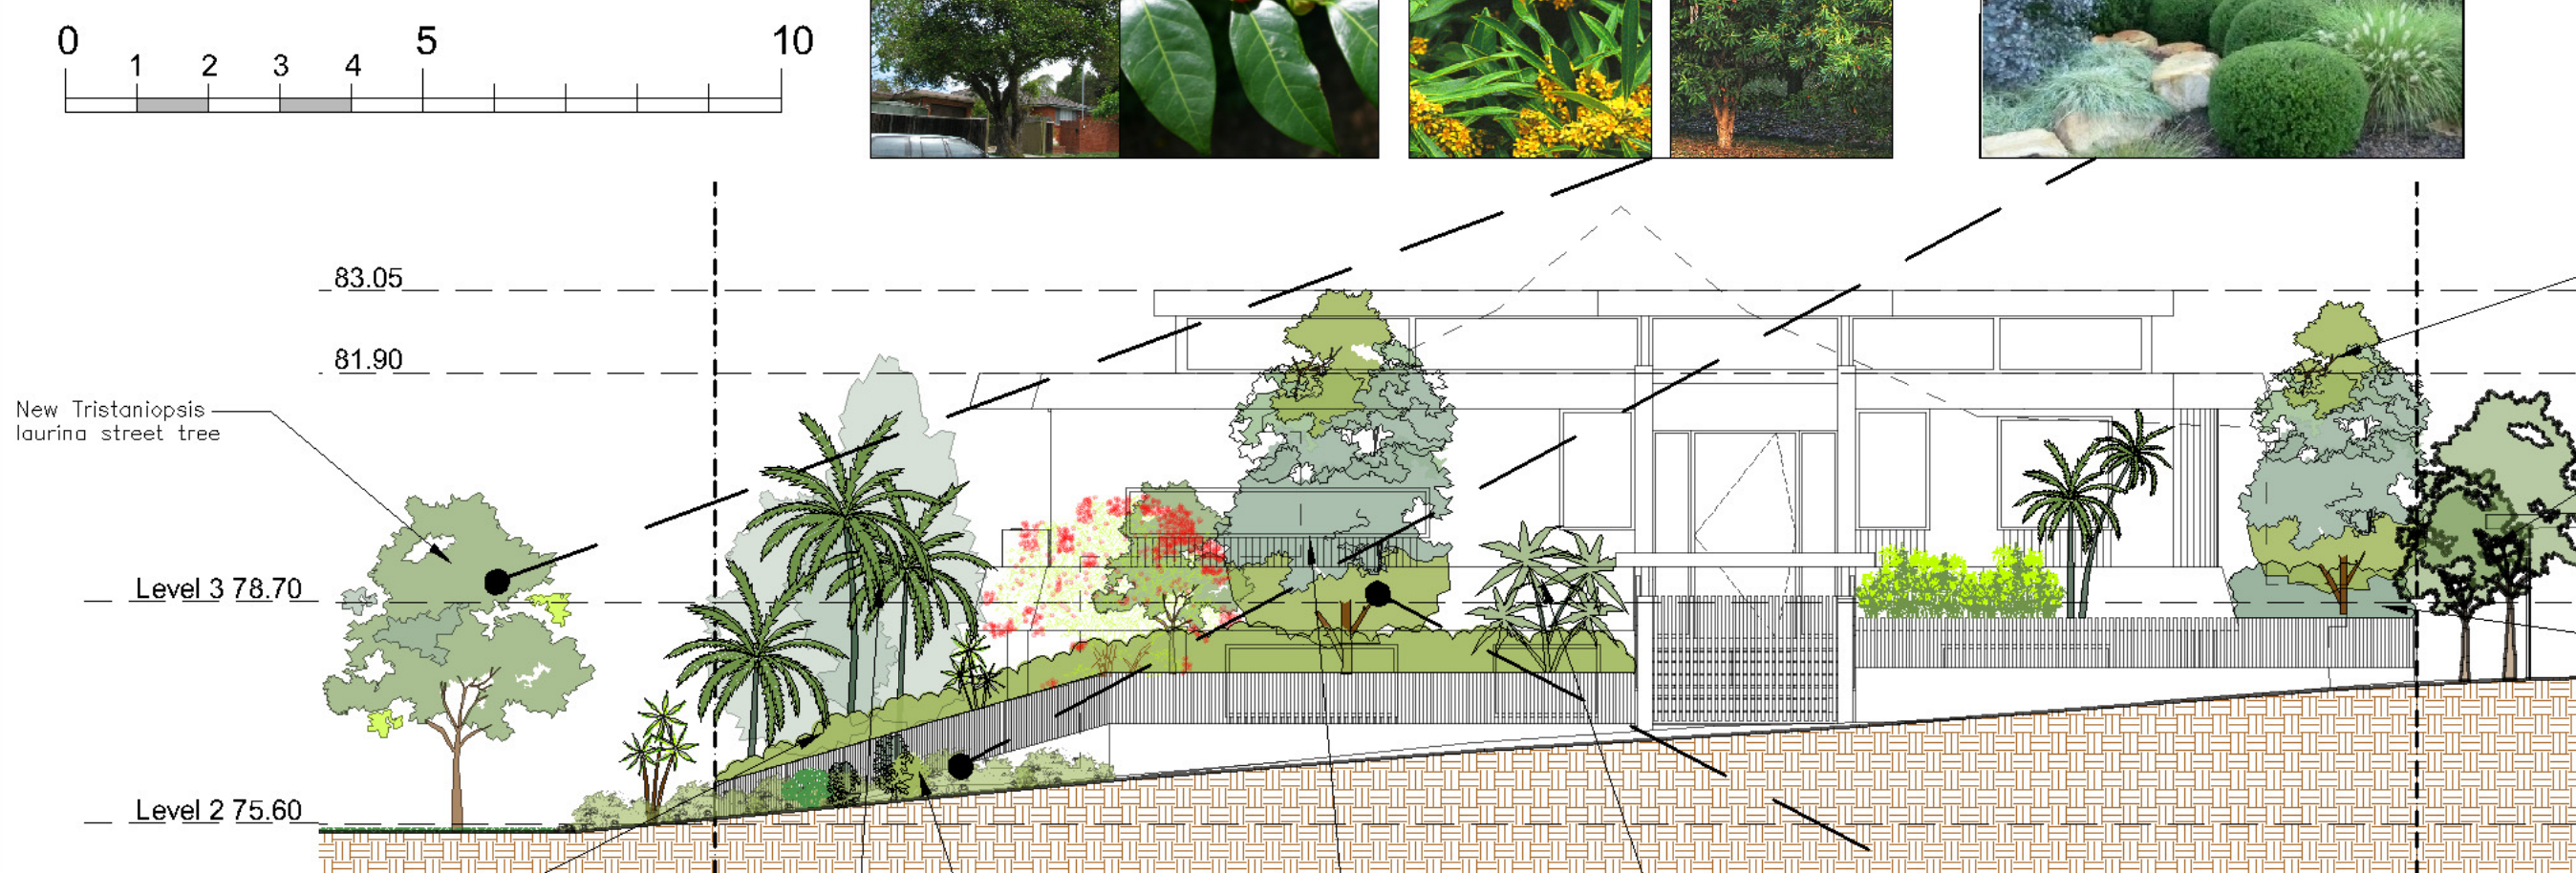 0 5 10
1 2 3 4
83.05
81.90
New Tristaniopsis
laurina street tree
Level 3 78.70
Level 2 75.60